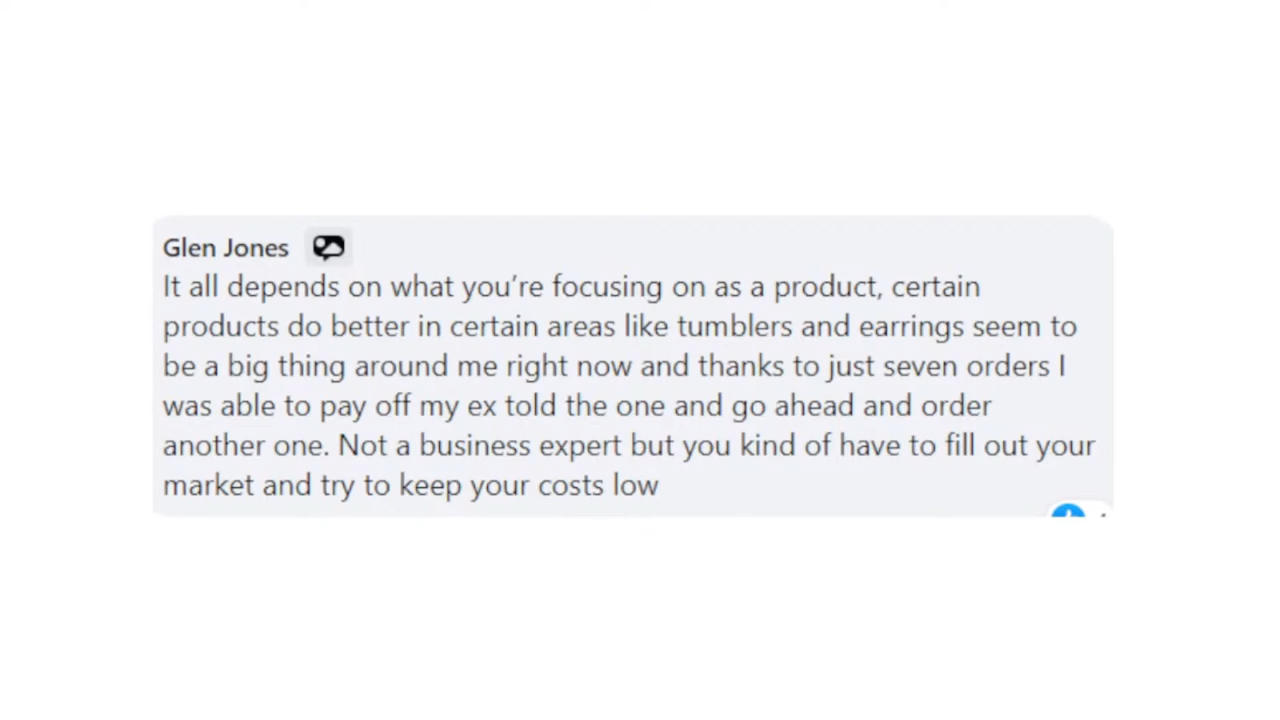 Glen Jones
It all depends on what you’re focusing on as a product, certain
products do better in certain areas like tumblers and earrings seem to
be a big thing around me right now and thanks to just seven orders I
was able to pay off my ex told the one and go ahead and order
another one. Not a business expert but you kind of have to fill out your
market and try to keep your costs low